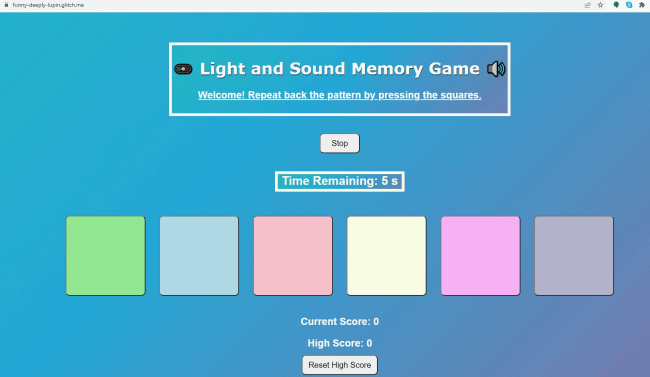 funny-deeply-lupin.glitch.me
Light and Sound Memory Game
Welcome! Repeat back the pattern by pressing the squares.
Stop
Time Remaining: 5 s
Current Score: 0
High Score: 0
Reset High Score